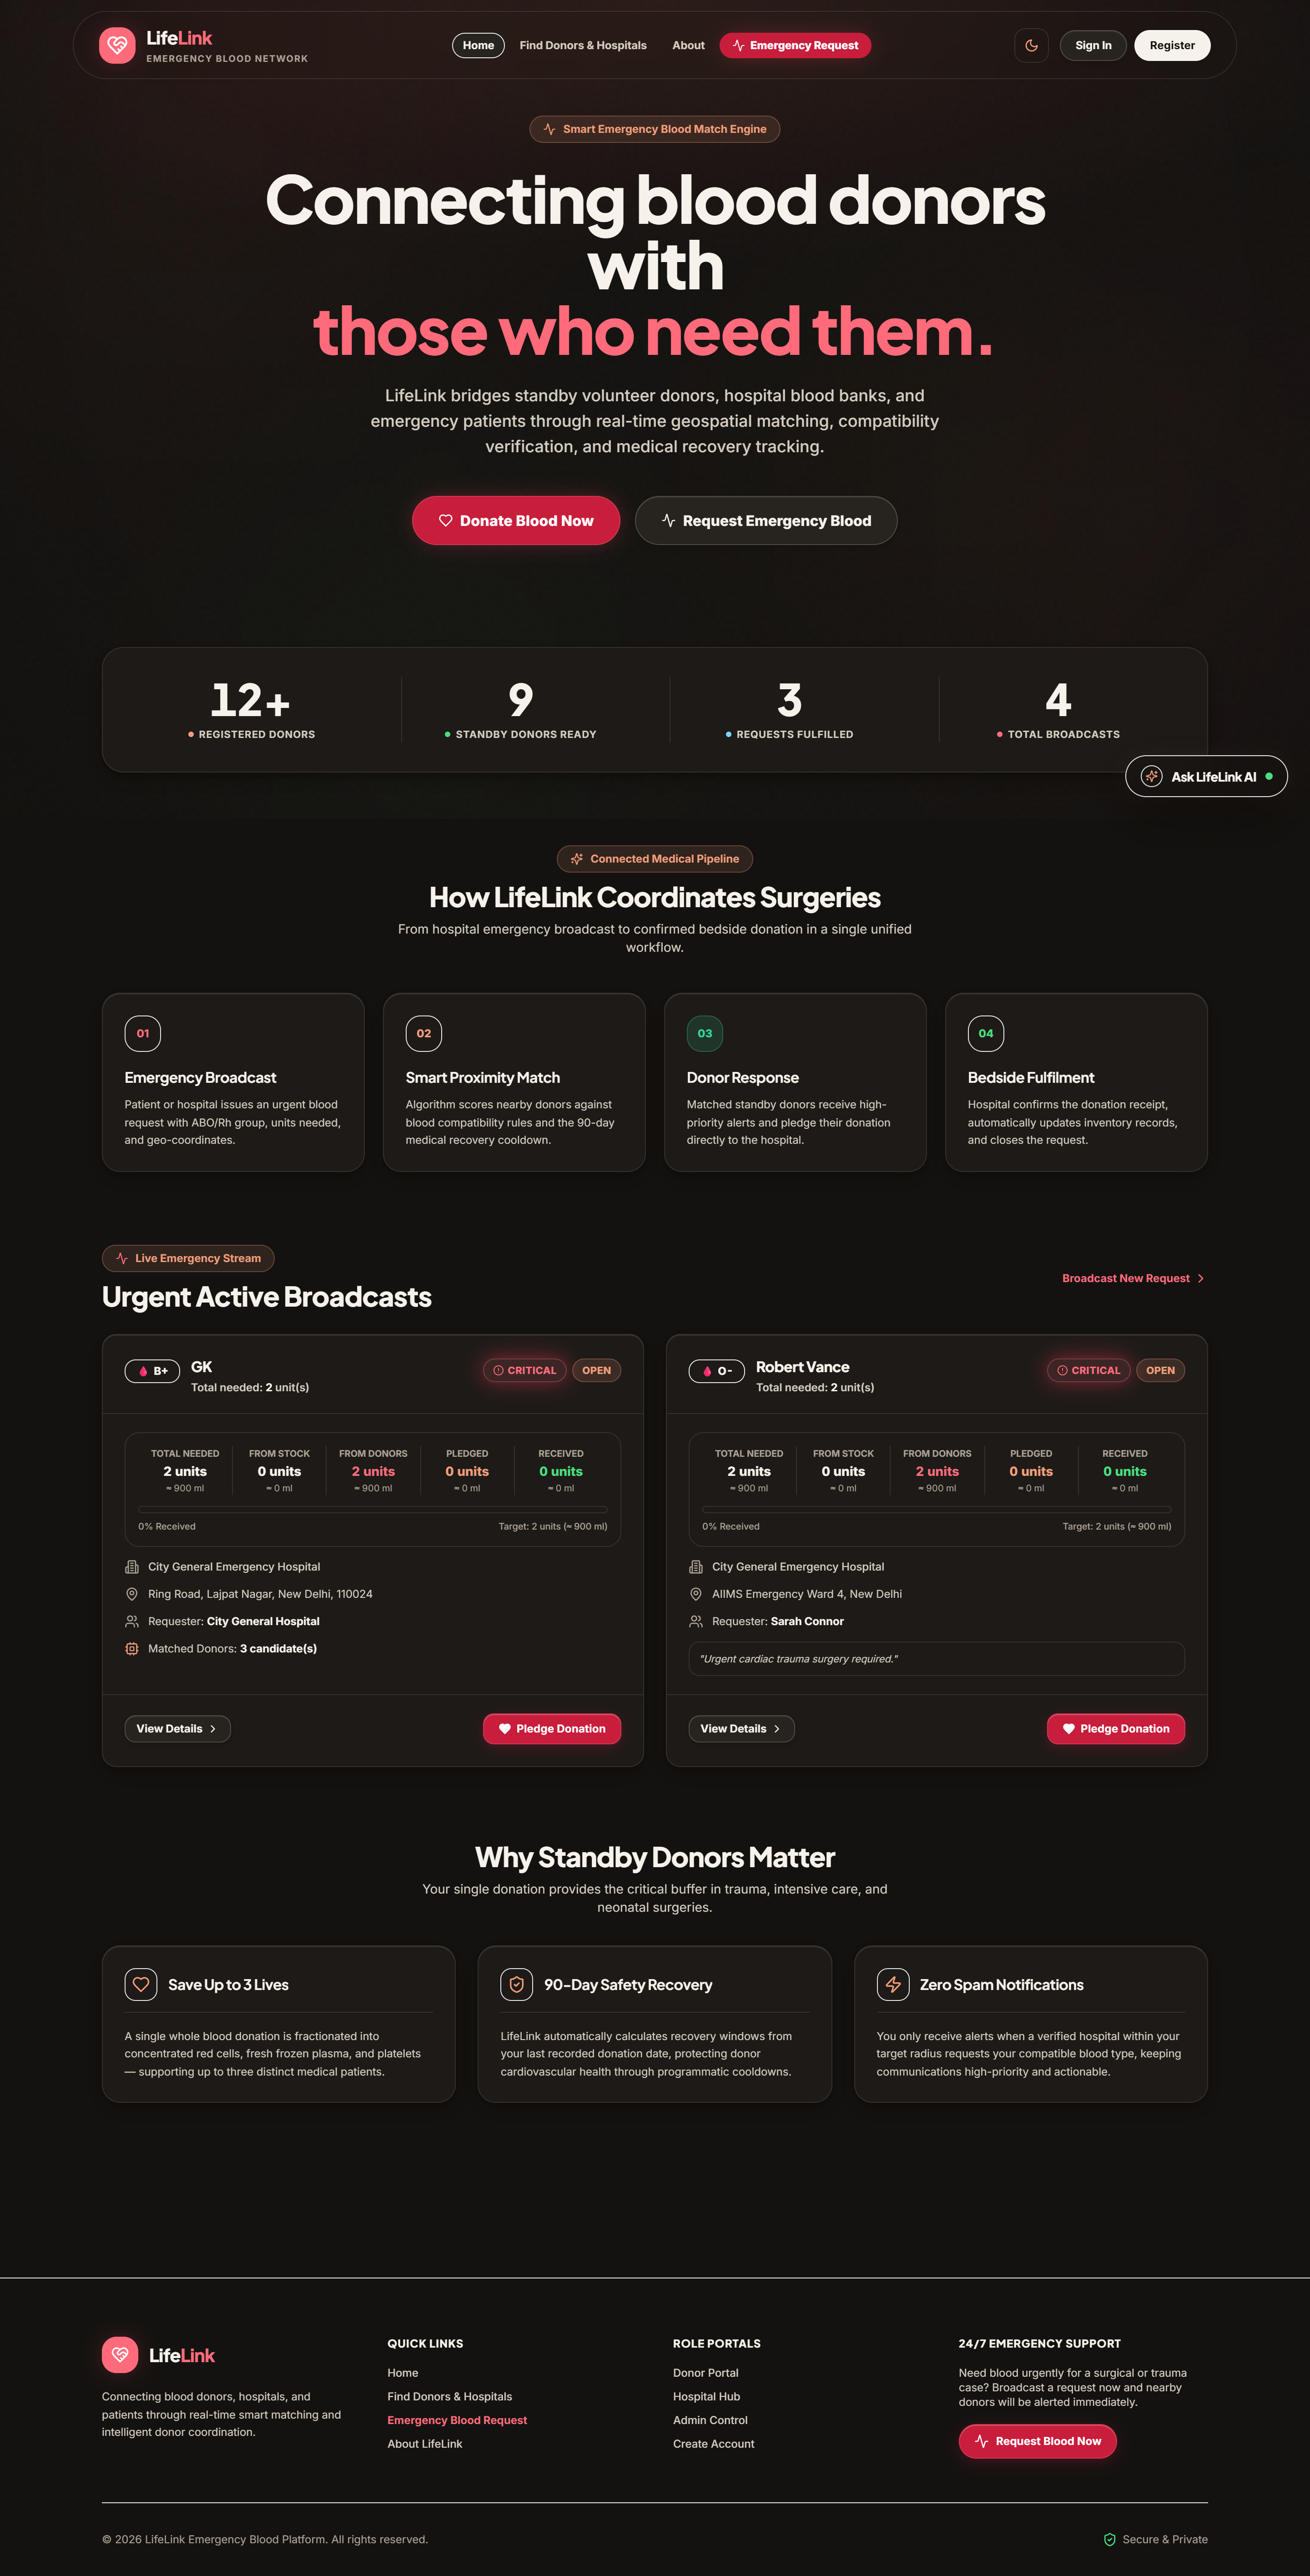 LifeLink
EMERGENCY BLOOD NETWORK
Home
Find Donors & Hospitals
About
Emergency Request
Sign In
Register
Smart Emergency Blood Match Engine
Connecting blood donors
with
those who need them.
LifeLink bridges standby volunteer donors, hospital blood banks, and
emergency patients through real-time geospatial matching, compatibility
verification, and medical recovery tracking.
Donate Blood Now
Request Emergency Blood
12+
REGISTERED DONORS
9
STANDBY DONORS READY
3
REQUESTS FULFILLED
4
TOTAL BROADCASTS
Ask LifeLink AI
Connected Medical Pipeline
How LifeLink Coordinates Surgeries
From hospital emergency broadcast to confirmed bedside donation in a single unified
workflow.
01
Emergency Broadcast
Patient or hospital issues an urgent blood
request with ABO/Rh group, units needed,
and geo-coordinates.
02
Smart Proximity Match
Algorithm scores nearby donors against
blood compatibility rules and the 90-day
medical recovery cooldown.
03
Donor Response
Matched standby donors receive high-
priority alerts and pledge their donation
directly to the hospital.
04
Bedside Fulfilment
Hospital confirms the donation receipt,
automatically updates inventory records,
and closes the request.
Live Emergency Stream
Urgent Active Broadcasts
Broadcast New Request
B+
GK
Total needed: 2 unit(s)
CRITICAL
OPEN
TOTAL NEEDED
2 units
≈ 900 ml
FROM STOCK
0 units
≈ 0 ml
FROM DONORS
2 units
≈ 900 ml
PLEDGED
0 units
≈ 0 ml
RECEIVED
0 units
≈ 0 ml
0% Received
Target: 2 units (≈ 900 ml)
City General Emergency Hospital
Ring Road, Lajpat Nagar, New Delhi, 110024
Requester: City General Hospital
Matched Donors: 3 candidate(s)
View Details
Pledge Donation
O-
Robert Vance
Total needed: 2 unit(s)
CRITICAL
OPEN
TOTAL NEEDED
2 units
≈ 900 ml
FROM STOCK
0 units
≈ 0 ml
FROM DONORS
2 units
≈ 900 ml
PLEDGED
0 units
≈ 0 ml
RECEIVED
0 units
≈ 0 ml
0% Received
Target: 2 units (≈ 900 ml)
City General Emergency Hospital
AIIMS Emergency Ward 4, New Delhi
Requester: Sarah Connor
"Urgent cardiac trauma surgery required."
View Details
Pledge Donation
Why Standby Donors Matter
Your single donation provides the critical buffer in trauma, intensive care, and
neonatal surgeries.
Save Up to 3 Lives
A single whole blood donation is fractionated into
concentrated red cells, fresh frozen plasma, and platelets
— supporting up to three distinct medical patients.
90-Day Safety Recovery
LifeLink automatically calculates recovery windows from
your last recorded donation date, protecting donor
cardiovascular health through programmatic cooldowns.
Zero Spam Notifications
You only receive alerts when a verified hospital within your
target radius requests your compatible blood type, keeping
communications high-priority and actionable.
LifeLink
Connecting blood donors, hospitals, and
patients through real-time smart matching and
intelligent donor coordination.
QUICK LINKS
Home
Find Donors & Hospitals
Emergency Blood Request
About LifeLink
ROLE PORTALS
Donor Portal
Hospital Hub
Admin Control
Create Account
24/7 EMERGENCY SUPPORT
Need blood urgently for a surgical or trauma
case? Broadcast a request now and nearby
donors will be alerted immediately.
Request Blood Now
© 2026 LifeLink Emergency Blood Platform. All rights reserved.
Secure & Private